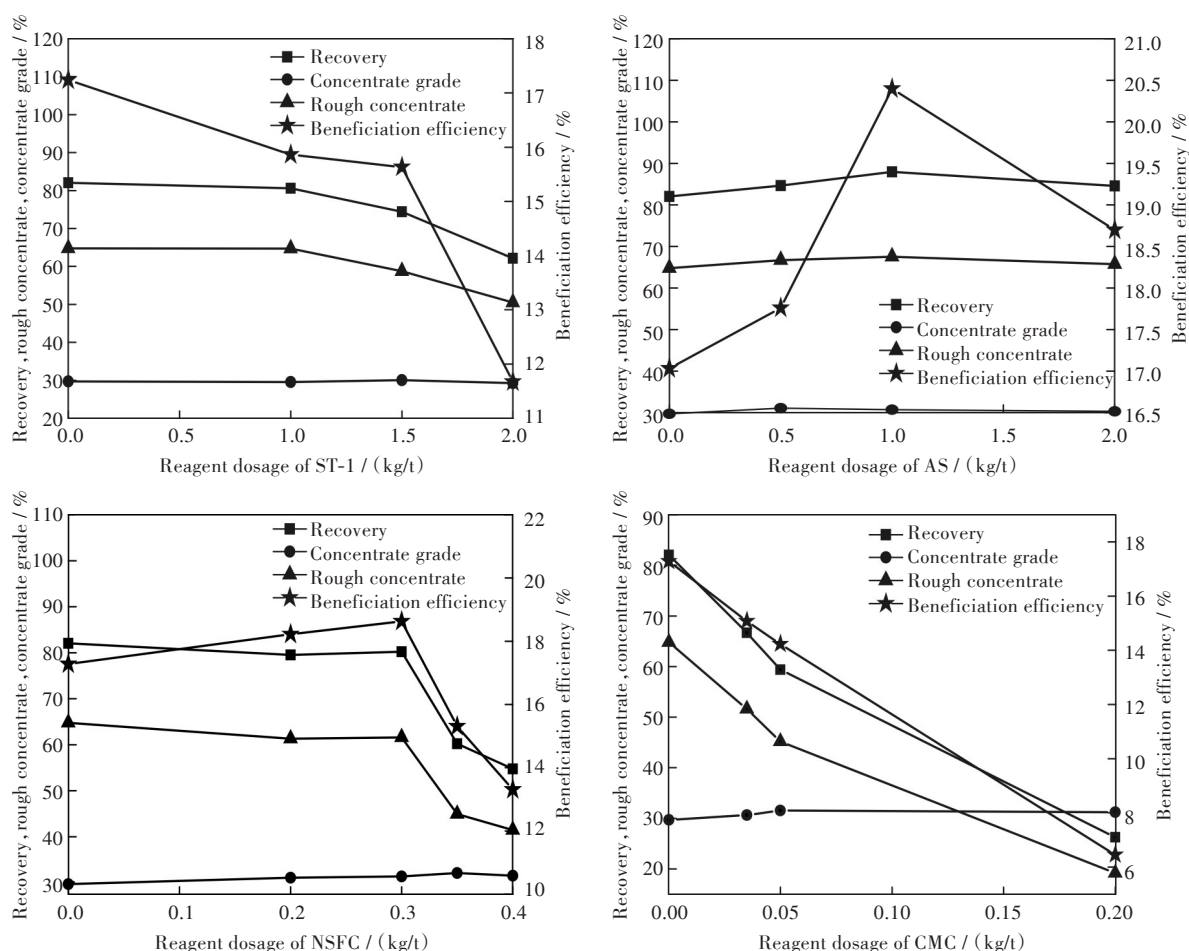 Recovery, rough concentrate, concentrate grade / %
120
110
100
90
80
70
60
50
40
30
20
Recovery
Concentrate grade
Rough concentrate
Beneficiation efficiency
18
17
16
15
14
13
12
11
Beneficiation efficiency / %
0.0 0.5 1.0 1.5 2.0
Reagent dosage of ST-1 / (kg/t)
Recovery, rough concentrate, concentrate grade / %
120
110
100
90
80
70
60
50
40
30
Recovery
Concentrate grade
Rough concentrate
Beneficiation efficiency
21.0
20.5
20.0
19.5
19.0
18.5
18.0
17.5
17.0
16.5
Beneficiation efficiency / %
0.0 0.5 1.0 1.5 2.0
Reagent dosage of AS / (kg/t)
Recovery, rough concentrate, concentrate grade / %
110
100
90
80
70
60
50
40
30
Recovery
Concentrate grade
Rough concentrate
Beneficiation efficiency
22
20
18
16
14
12
10
Beneficiation efficiency / %
0.0 0.1 0.2 0.3 0.4
Reagent dosage of NSFC / (kg/t)
Recovery, rough concentrate, concentrate grade / %
90
80
70
60
50
40
30
20
Recovery
Concentrate grade
Rough concentrate
Beneficiation efficiency
18
16
14
12
10
8
6
Beneficiation efficiency / %
0.00 0.05 0.10 0.15 0.20
Reagent dosage of CMC / (kg/t)